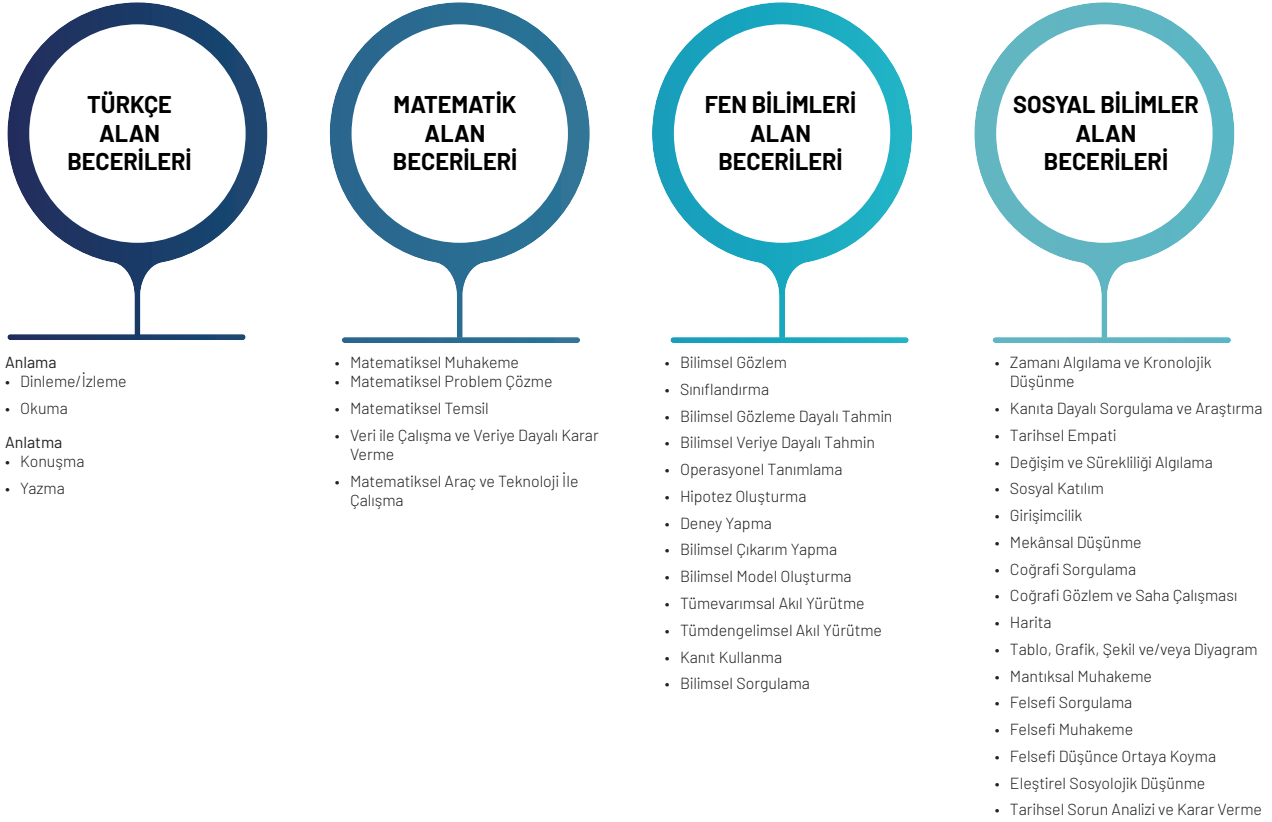 TÜRKÇE
ALAN
BECERİLERİ
Anlama
• Dinleme/İzleme
• Okuma
Anlatma
• Konuşma
• Yazma
MATEMATİK
ALAN
BECERİLERİ
• Matematiksel Muhakeme
• Matematiksel Problem Çözme
• Matematiksel Temsil
• Veri ile Çalışma ve Veriye Dayalı Karar
Verme
• Matematiksel Araç ve Teknoloji İle
Çalışma
FEN BİLİMLERİ
ALAN
BECERİLERİ
• Bilimsel Gözlem
• Sınıflandırma
• Bilimsel Gözleme Dayalı Tahmin
• Bilimsel Veriye Dayalı Tahmin
• Operasyonel Tanımlama
• Hipotez Oluşturma
• Deney Yapma
• Bilimsel Çıkarım Yapma
• Bilimsel Model Oluşturma
• Tümevarımsal Akıl Yürütme
• Tümdengelimsel Akıl Yürütme
• Kanıt Kullanma
• Bilimsel Sorgulama
SOSYAL BİLİMLER
ALAN
BECERİLERİ
• Zamanı Algılama ve Kronolojik
Düşünme
• Kanıta Dayalı Sorgulama ve Araştırma
• Tarihsel Empati
• Değişim ve Sürekliliği Algılama
• Sosyal Katılım
• Girişimcilik
• Mekânsal Düşünme
• Coğrafi Sorgulama
• Coğrafi Gözlem ve Saha Çalışması
• Harita
• Tablo, Grafik, Şekil ve/veya Diyagram
• Mantıksal Muhakeme
• Felsefi Sorgulama
• Felsefi Muhakeme
• Felsefi Düşünce Ortaya Koyma
• Eleştirel Sosyolojik Düşünme
• Tarihsel Sorun Analizi ve Karar Verme